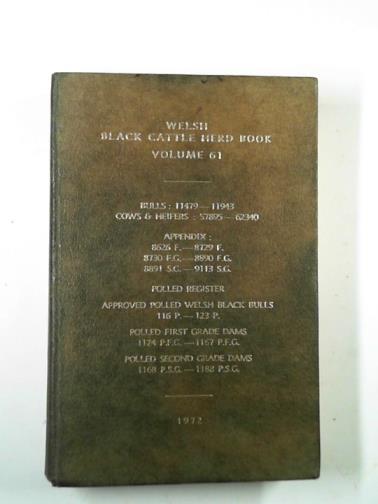 WELSH
BLACK CATTLE HERD BOOK
VOLUME 61
BULLS : 11479 — 11943
COWS & HEIFERS : 57895 — 62340
APPENDIX :
8626 F. — 8729 F.
8730 F.G. — 8890 F.G.
8891 S.G. — 9113 S.G.
POLLED REGISTER
APPROVED POLLED WELSH BLACK BULLS
116 P. — 123 P.
POLLED FIRST GRADE DAMS
1124 P.F.G. — 1167 P.F.G.
POLLED SECOND GRADE DAMS
1168 P.S.G. — 1188 P.S.G.
1972